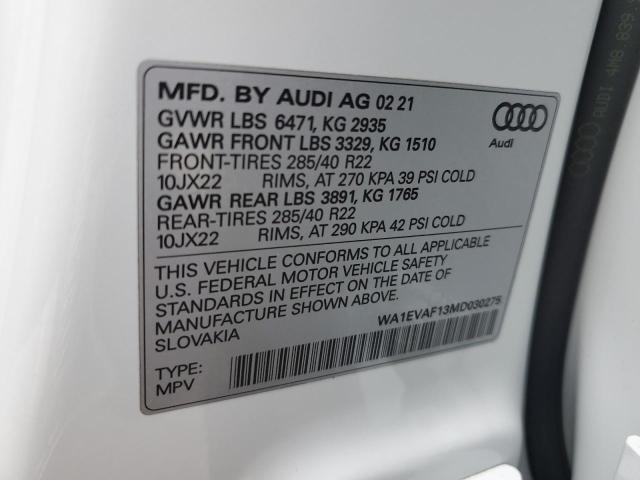 MFD. BY AUDI AG 02 21
GVWR LBS 6471, KG 2935
GAWR FRONT LBS 3329, KG 1510
FRONT-TIRES 285/40 R22
10JX22 RIMS, AT 270 KPA 39 PSI COLD
GAWR REAR LBS 3891, KG 1765
REAR-TIRES 285/40 R22
10JX22 RIMS, AT 290 KPA 42 PSI COLD
Audi
THIS VEHICLE CONFORMS TO ALL APPLICABLE
U.S. FEDERAL MOTOR VEHICLE SAFETY
STANDARDS IN EFFECT ON THE DATE OF
MANUFACTURE SHOWN ABOVE.
SLOVAKIA
WA1EVAF13MD030275
TYPE:
MPV
AUDI 4M8.839.